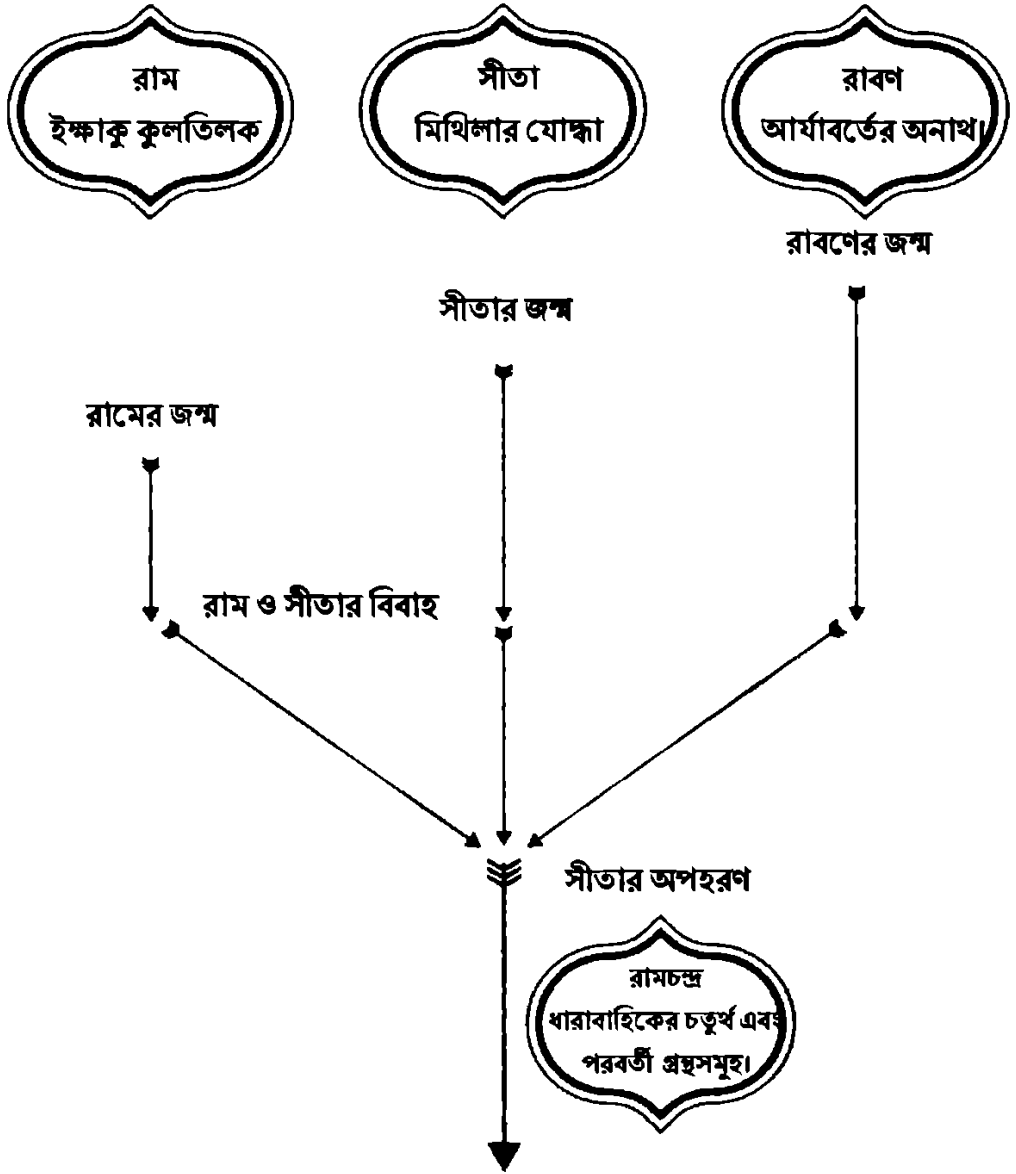 রাম
ইক্ষাকু কুলতিলক
সীতা
মিথিলার যোদ্ধা
রাবণ
আর্যাবর্তের অনাথ।
রাবণের জন্ম
সীতার জন্ম
রামের জন্ম
রাম ও সীতার বিবাহ
সীতার অপহরণ
রামচন্দ্র
ধারাবাহিকের চতুর্থ এবং
পরবর্তী গ্রন্থসমূহ।